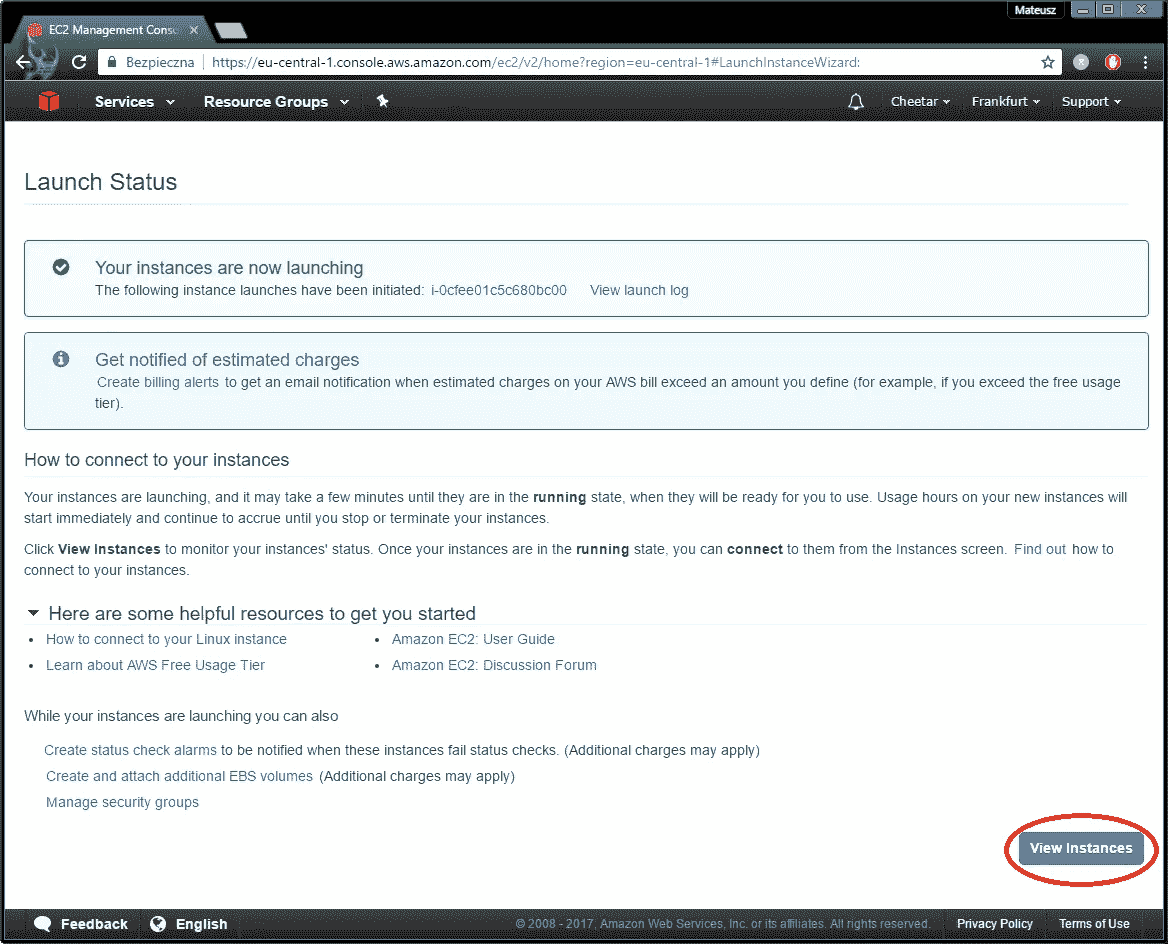 Mateusz
EC2 Management Conso
Bezpieczna https://eu-central-1.console.aws.amazon.com/ec2/v2/home?region=eu-central-1#LaunchInstanceWizard:
Services Resource Groups Cheetar Frankfurt Support
Launch Status
Your instances are now launching
The following instance launches have been initiated: i-0cfee01c5c680bc00 View launch log
Get notified of estimated charges
Create billing alerts to get an email notification when estimated charges on your AWS bill exceed an amount you define (for example, if you exceed the free usage
tier).
How to connect to your instances
Your instances are launching, and it may take a few minutes until they are in the running state, when they will be ready for you to use. Usage hours on your new instances will
start immediately and continue to accrue until you stop or terminate your instances.
Click View Instances to monitor your instances' status. Once your instances are in the running state, you can connect to them from the Instances screen. Find out how to
connect to your instances.
Here are some helpful resources to get you started
• How to connect to your Linux instance • Amazon EC2: User Guide
• Learn about AWS Free Usage Tier • Amazon EC2: Discussion Forum
While your instances are launching you can also
Create status check alarms to be notified when these instances fail status checks. (Additional charges may apply)
Create and attach additional EBS volumes (Additional charges may apply)
Manage security groups
View Instances
Feedback English © 2008 - 2017, Amazon Web Services, Inc. or its affiliates. All rights reserved. Privacy Policy Terms of Use